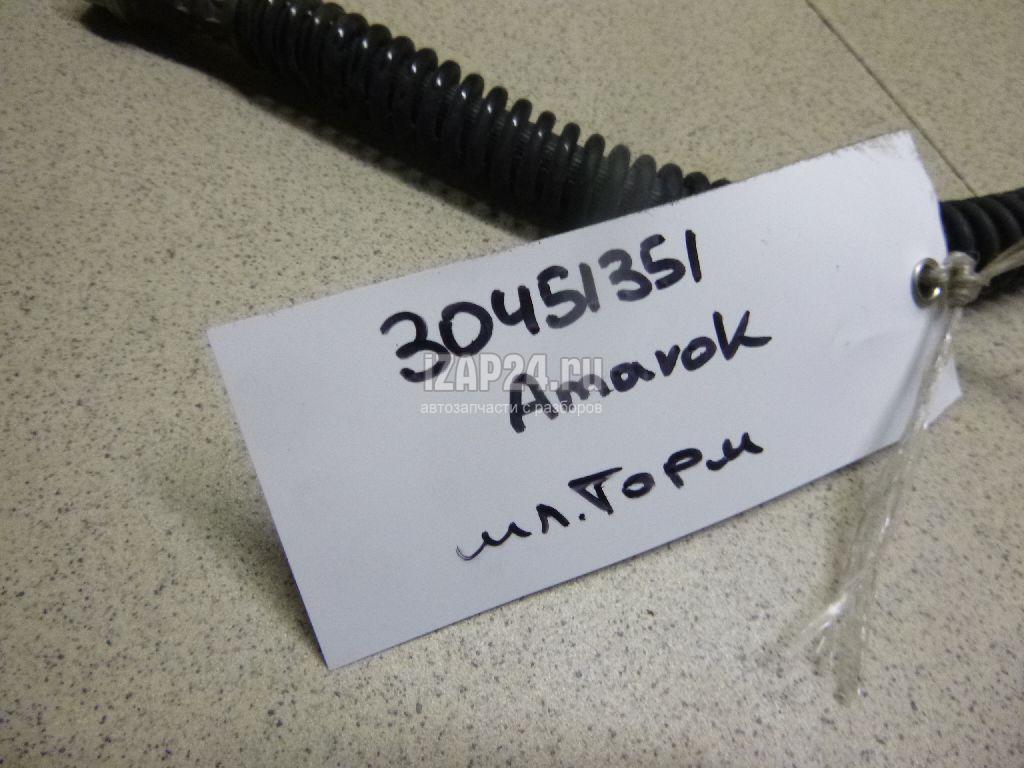 30451351
iZAP24.ru
Amarok
автозапчасти с разборов
шл. Торм